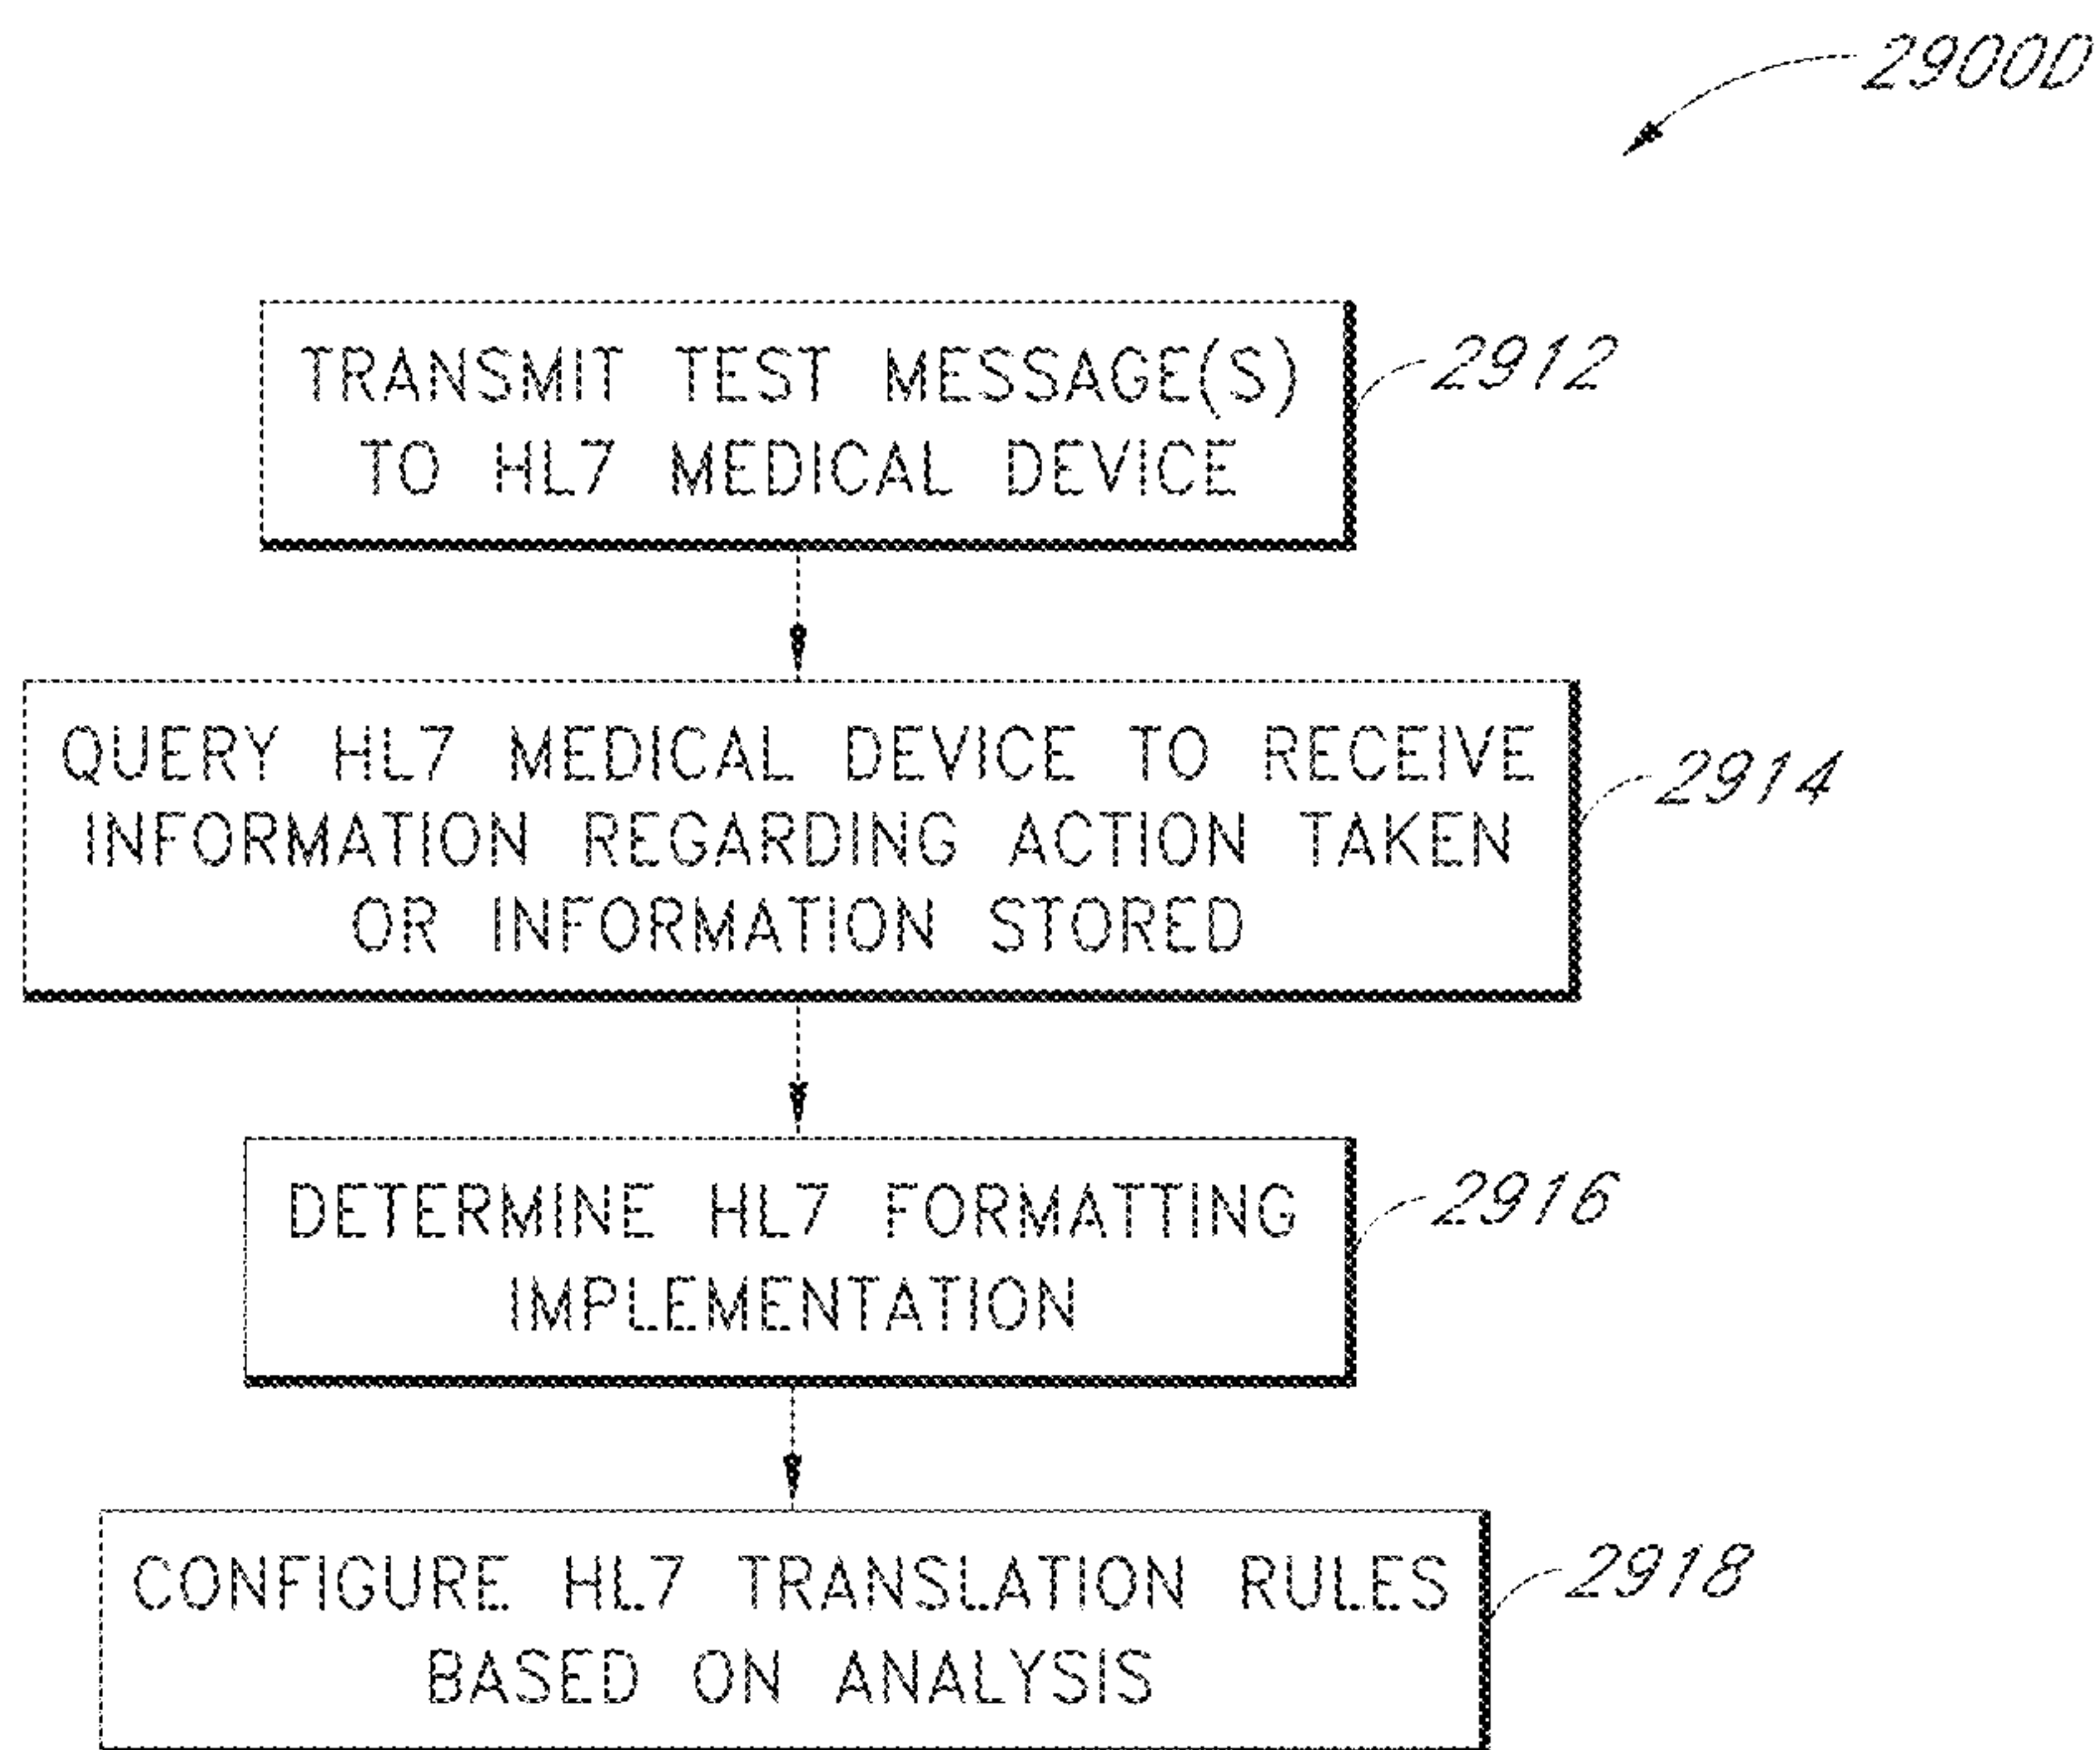 2900D
TRANSMIT TEST MESSAGE(S)
TO HL7 MEDICAL DEVICE
2912
QUERY HL7 MEDICAL DEVICE TO RECEIVE
INFORMATION REGARDING ACTION TAKEN
OR INFORMATION STORED
2914
DETERMINE HL7 FORMATTING
IMPLEMENTATION
2916
CONFIGURE HL7 TRANSLATION RULES
BASED ON ANALYSIS
2918